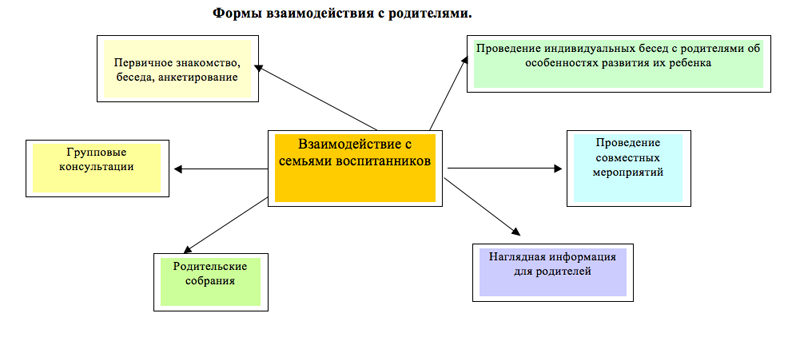 Формы взаимодействия с родителями.
Первичное знакомство,
беседа, анкетирование
Проведение индивидуальных бесед с родителями об
особенностях развития их ребенка
Взаимодействие с
семьями воспитанников
Групповые
консультации
Проведение
совместных
мероприятий
Родительские
собрания
Наглядная информация
для родителей